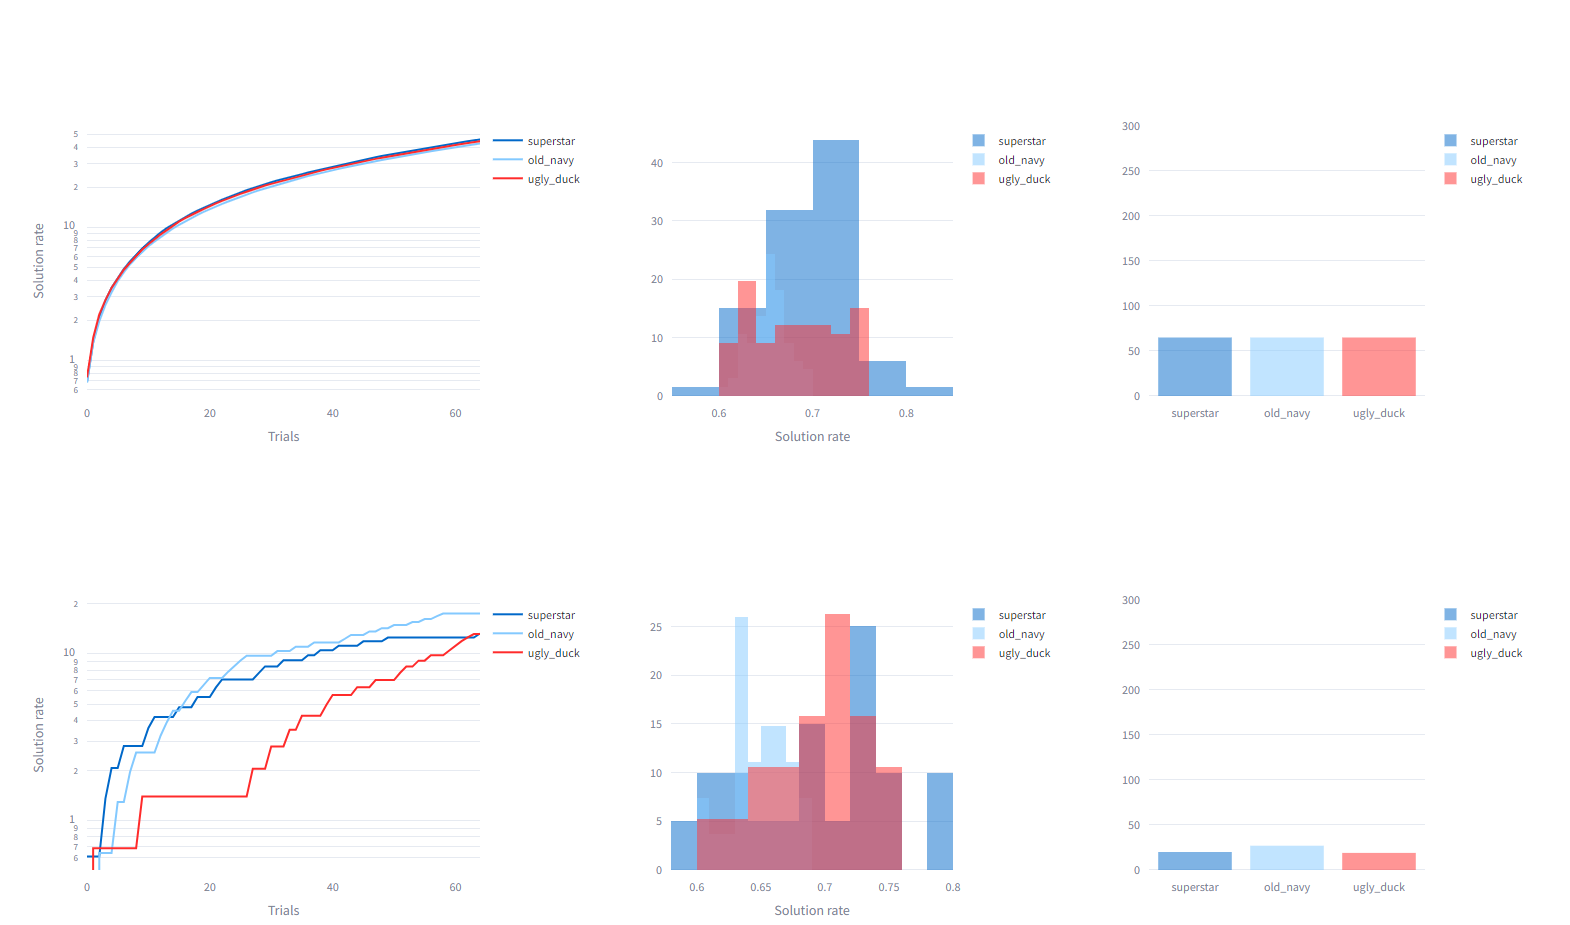 5
4
3
2
10
9
8
7
6
5
4
3
2
1
9
8
7
6
Solution rate
0 20 40 60
Trials
superstar
old_navy
ugly_duck
40
30
20
10
0
0.6 0.7 0.8
Solution rate
superstar
old_navy
ugly_duck
300
250
200
150
100
50
0
superstar old_navy ugly_duck
superstar
old_navy
ugly_duck
2
10
9
8
7
6
5
4
3
2
1
9
8
7
6
Solution rate
0 20 40 60
Trials
superstar
old_navy
ugly_duck
25
20
15
10
5
0
0.6 0.65 0.7 0.75 0.8
Solution rate
superstar
old_navy
ugly_duck
300
250
200
150
100
50
0
superstar old_navy ugly_duck
superstar
old_navy
ugly_duck